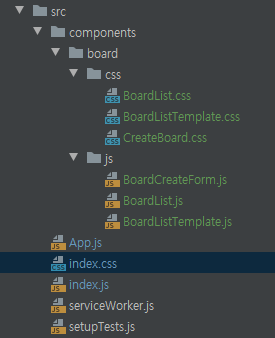 src
components
board
css
BoardList.css
BoardListTemplate.css
CreateBoard.css
js
BoardCreateForm.js
BoardList.js
BoardListTemplate.js
App.js
index.css
index.js
serviceWorker.js
setupTests.js